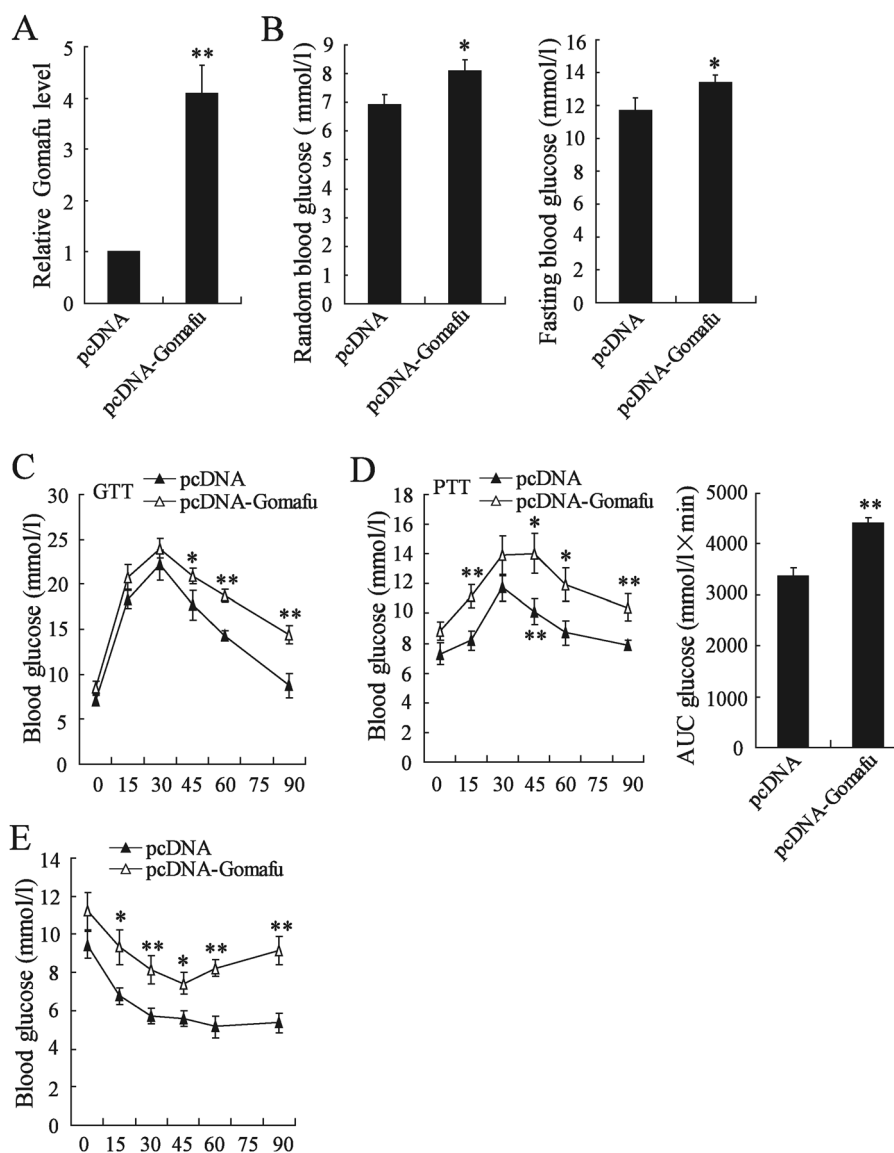 A
Relative Gomafu level
5
4
3
2
1
0
**
pcDNA
pcDNA-Gomafu
B
Random blood glucose ( mmol/l)
9
8
7
6
5
4
3
2
1
0
*
pcDNA
pcDNA-Gomafu
Fasting blood glucose (mmol/l)
16
14
12
10
8
6
4
2
0
*
pcDNA
pcDNA-Gomafu
C
GTT
pcDNA
pcDNA-Gomafu
Blood glucose (mmol/l)
30
25
20
15
10
5
0
*
**
**
0 15 30 45 60 75 90
D
PTT
pcDNA
pcDNA-Gomafu
Blood glucose (mmol/l)
18
16
14
12
10
8
6
4
2
0
**
*
*
**
**
0 15 30 45 60 75 90
AUC glucose (mmol/l×min)
5000
4000
3000
2000
1000
0
**
pcDNA
pcDNA-Gomafu
E
pcDNA
pcDNA-Gomafu
Blood glucose (mmol/l)
14
12
10
8
6
4
2
0
*
**
*
**
**
0 15 30 45 60 75 90